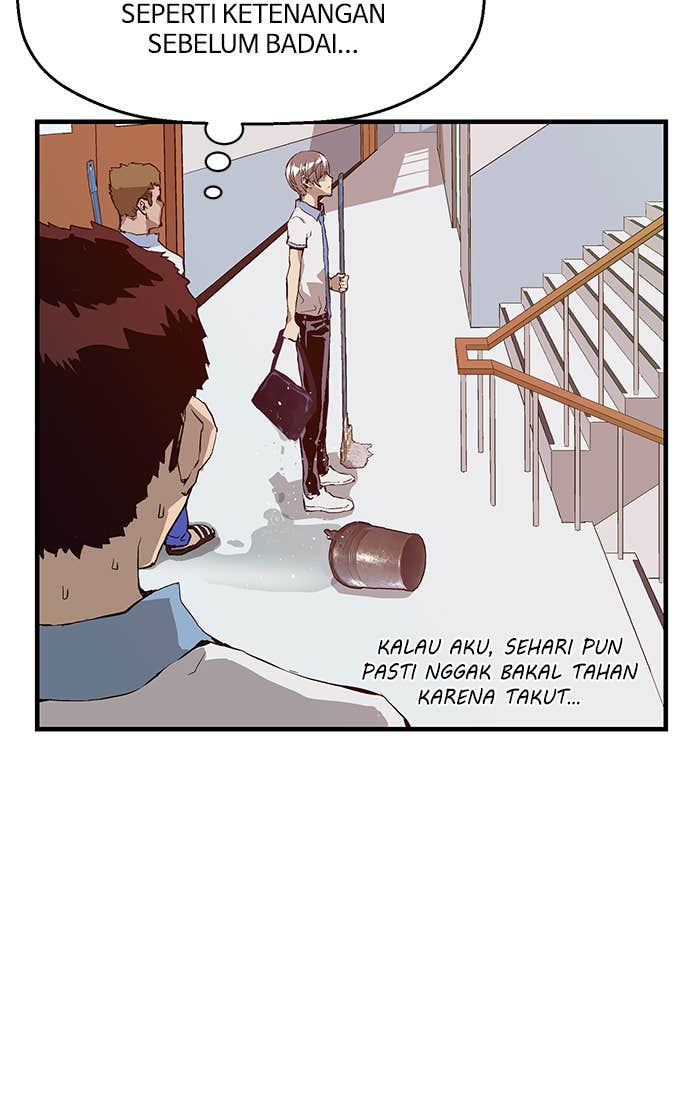 SEPERTI KETENANGAN
SEBELUM BADAI...
KALAU AKU, SEHARI PUN
PASTI NGGAK BAKAL TAHAN
KARENA TAKUT...